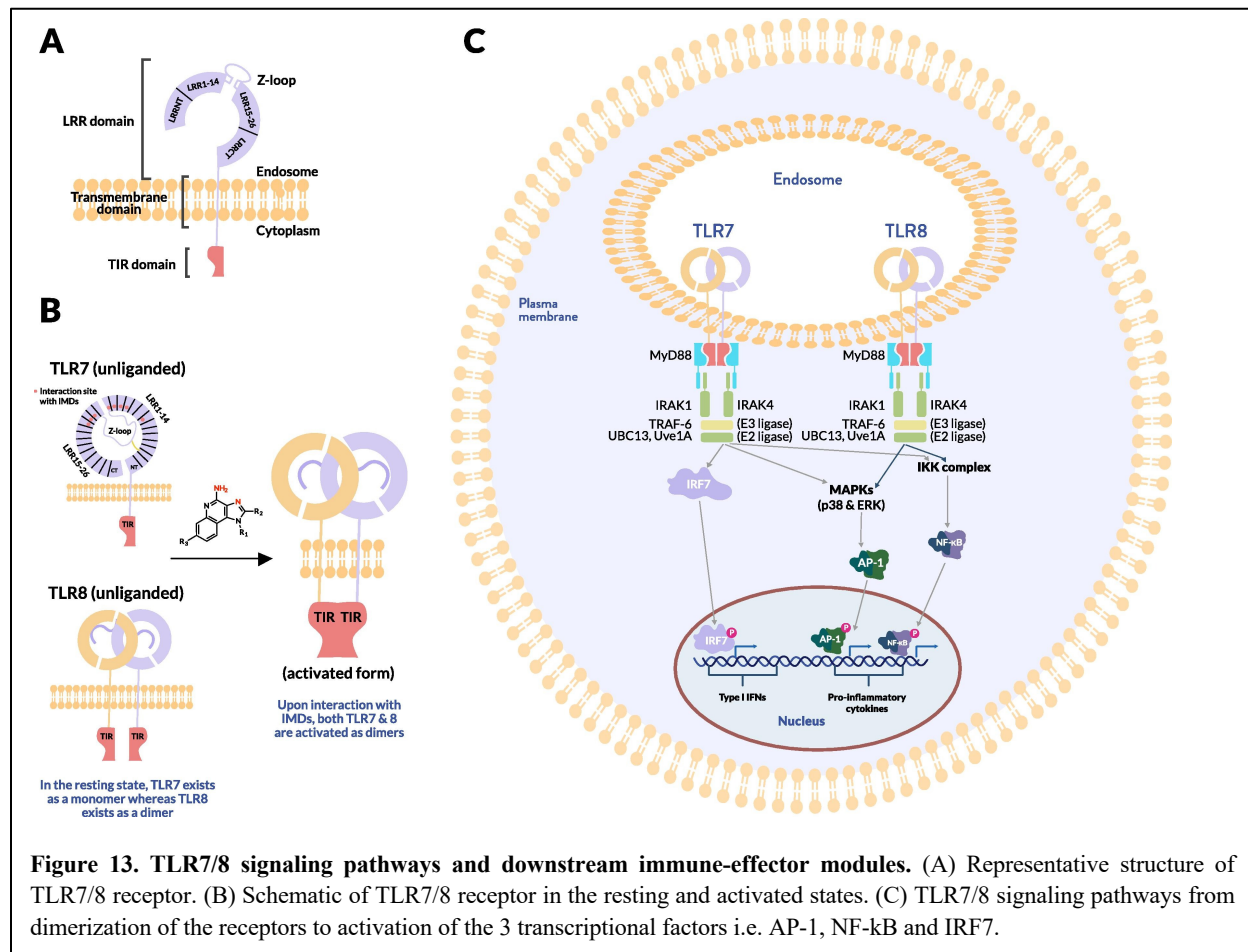 A
LRR domain
LRRNT
LRR1-14
Z-loop
LRR15-26
LRRCT
Endosome
Transmembrane
domain
Cytoplasm
TIR domain
B
TLR7 (unliganded)
Interaction site
with IMDs
LRR1-14
Z-loop
LRR15-26
CT
NT
TIR
NH2
N
N
N
R1
R2
R3
TLR8 (unliganded)
TIR
TIR
In the resting state, TLR7 exists
as a monomer whereas TLR8
exists as a dimer
TIR TIR
(activated form)
Upon interaction with
IMDs, both TLR7 & 8
are activated as dimers
C
Endosome
TLR7
TLR8
Plasma
membrane
MyD88
MyD88
IRAK1
IRAK4
IRAK1
IRAK4
TRAF-6
(E3 ligase)
TRAF-6
(E3 ligase)
UBC13, Uve1A
(E2 ligase)
UBC13, Uve1A
(E2 ligase)
IRF7
MAPKs
(p38 & ERK)
IKK complex
AP-1
NF-κB
IRF7
P
AP-1
P
NF-κB
P
Type I IFNs
Pro-inflammatory
cytokines
Nucleus
Figure 13. TLR7/8 signaling pathways and downstream immune-effector modules. (A) Representative structure of
TLR7/8 receptor. (B) Schematic of TLR7/8 receptor in the resting and activated states. (C) TLR7/8 signaling pathways from
dimerization of the receptors to activation of the 3 transcriptional factors i.e. AP-1, NF-kB and IRF7.